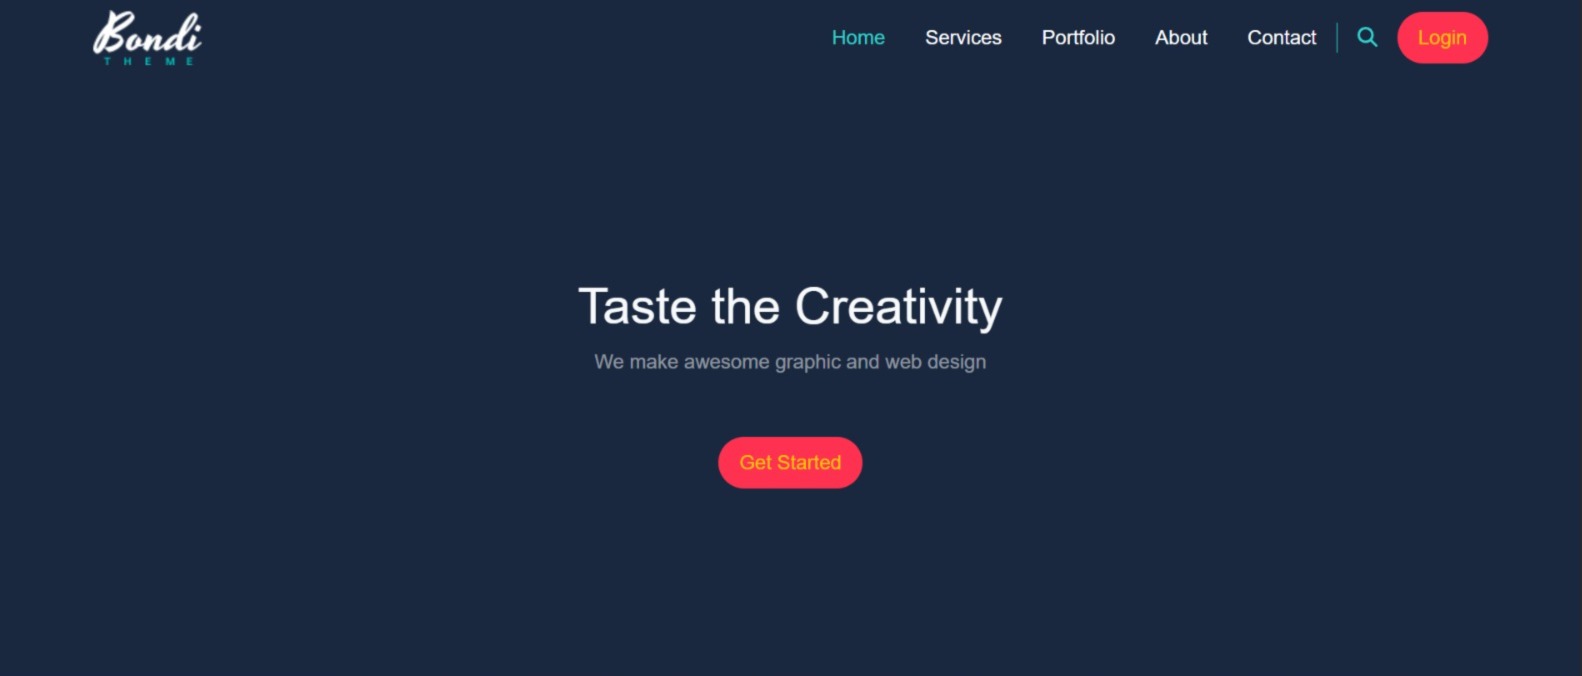 Bondi
THEME
Home Services Portfolio About Contact Login
Taste the Creativity
We make awesome graphic and web design
Get Started